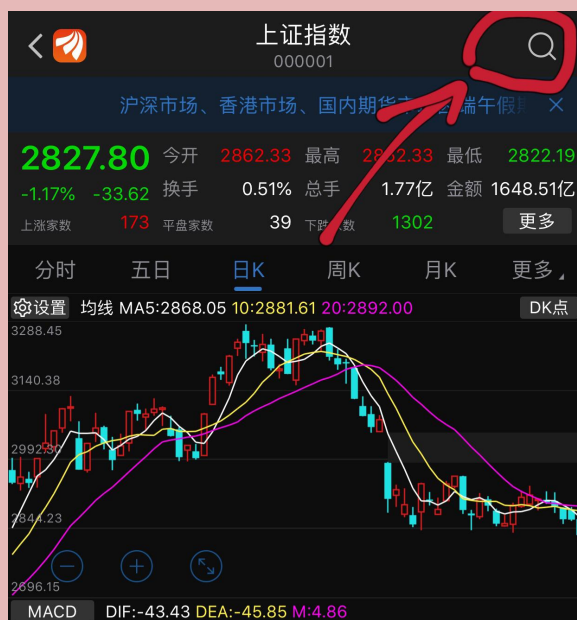 上证指数
000001
沪深市场、香港市场、国内期货
端午假
2827.80 今开 2862.33 最高 2862.33 最低 2822.19
-1.17% -33.62 换手 0.51% 总手 1.77亿 金额 1648.51亿
上涨家数 173 平盘家数 39 下跌家数 1302 更多
分时 五日 日K 周K 月K 更多
设置 均线 MA5:2868.05 10:2881.61 20:2892.00 DK点
3288.45
3140.38
2992.30
2844.23
2696.15
MACD DIF:-43.43 DEA:-45.85 M:4.86